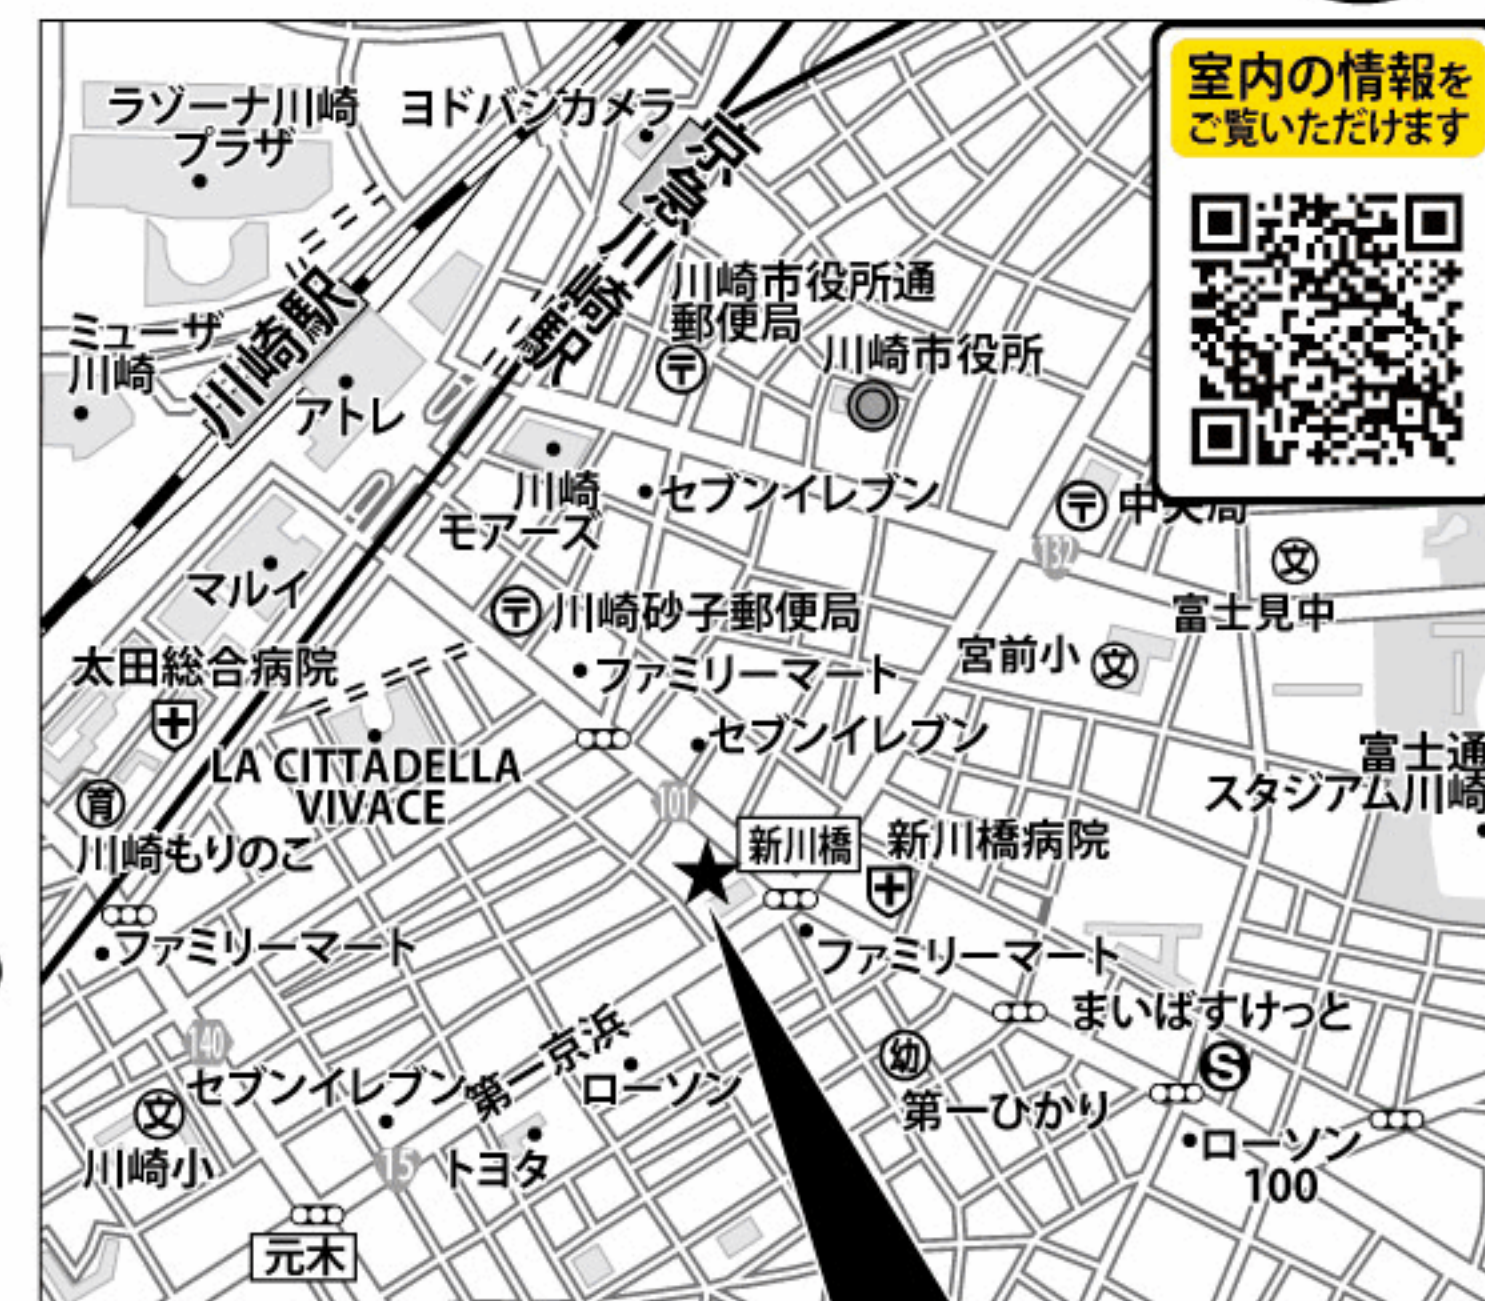 室内の情報を
ご覧いただけます
ラゾーナ川崎
プラザ
ヨドバシカメラ
京急川崎駅
川崎市役所通
郵便局
〒
川崎市役所
ミューザ
川崎
川崎駅
アトレ
川崎
モアーズ
セブンイレブン
〒
中央局
132
文
富士見中
マルイ
〒
川崎砂子郵便局
宮前小
文
太田総合病院
ファミリーマート
セブンイレブン
LA CITTADELLA
VIVACE
富士通
スタジアム川崎
育
川崎もりのこ
101
新川橋
新川橋病院
ファミリーマート
ファミリーマート
まいばすけっと
S
140
第一京浜
幼
第一ひかり
セブンイレブン
ローソン
文
川崎小
15
トヨタ
ローソン
100
元木